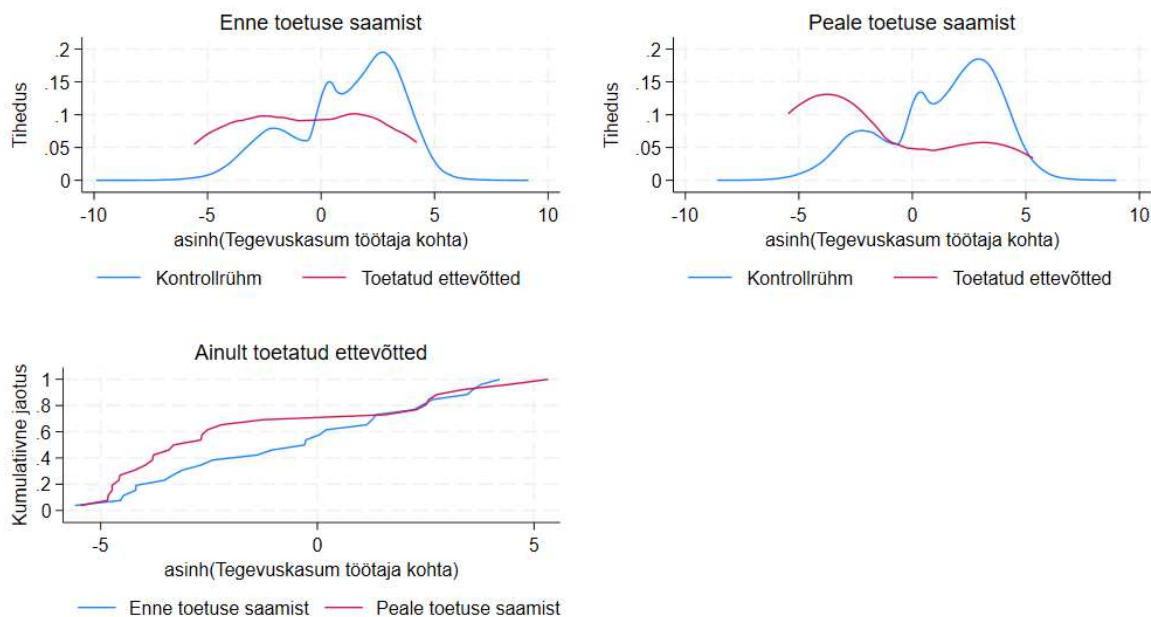 Enne toetuse saamist
Tihedus
.2
.15
.1
.05
0
-10
-5
0
5
10
asinh(Tegevuskasum töötaja kohta)
Kontrollrühm
Toetatud ettevõtted
Peale toetuse saamist
Tihedus
.2
.15
.1
.05
0
-10
-5
0
5
10
asinh(Tegevuskasum töötaja kohta)
Kontrollrühm
Toetatud ettevõtted
Ainult toetatud ettevõtted
Kumulatiivne jaotus
1
.8
.6
.4
.2
0
-5
0
5
asinh(Tegevuskasum töötaja kohta)
Enne toetuse saamist
Peale toetuse saamist